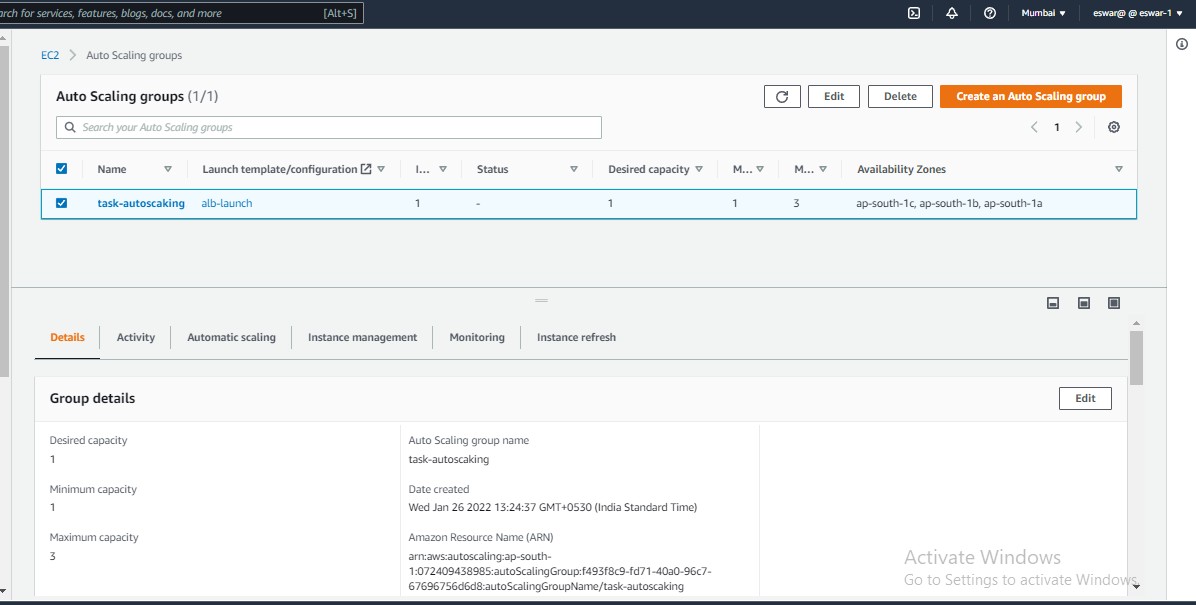 rch for services, features, blogs, docs, and more [Alt+S] Mumbai eswar@ @ eswar-1
EC2 Auto Scaling groups
Auto Scaling groups (1/1) Edit Delete Create an Auto Scaling group
Search your Auto Scaling groups 1
Name Launch template/configuration I... Status Desired capacity M... M... Availability Zones
task-autoscaking alb-launch 1 - 1 1 3 ap-south-1c, ap-south-1b, ap-south-1a
Details Activity Automatic scaling Instance management Monitoring Instance refresh
Group details Edit
Desired capacity
1
Minimum capacity
1
Maximum capacity
3
Auto Scaling group name
task-autoscaking
Date created
Wed Jan 26 2022 13:24:37 GMT+0530 (India Standard Time)
Amazon Resource Name (ARN)
arn:aws:autoscaling:ap-south-
1:072409438985:autoScalingGroup:f493f8c9-fd71-40a0-96c7-
67696756d6d8:autoScalingGroupName/task-autoscaking
Activate Windows
Go to Settings to activate Windows.